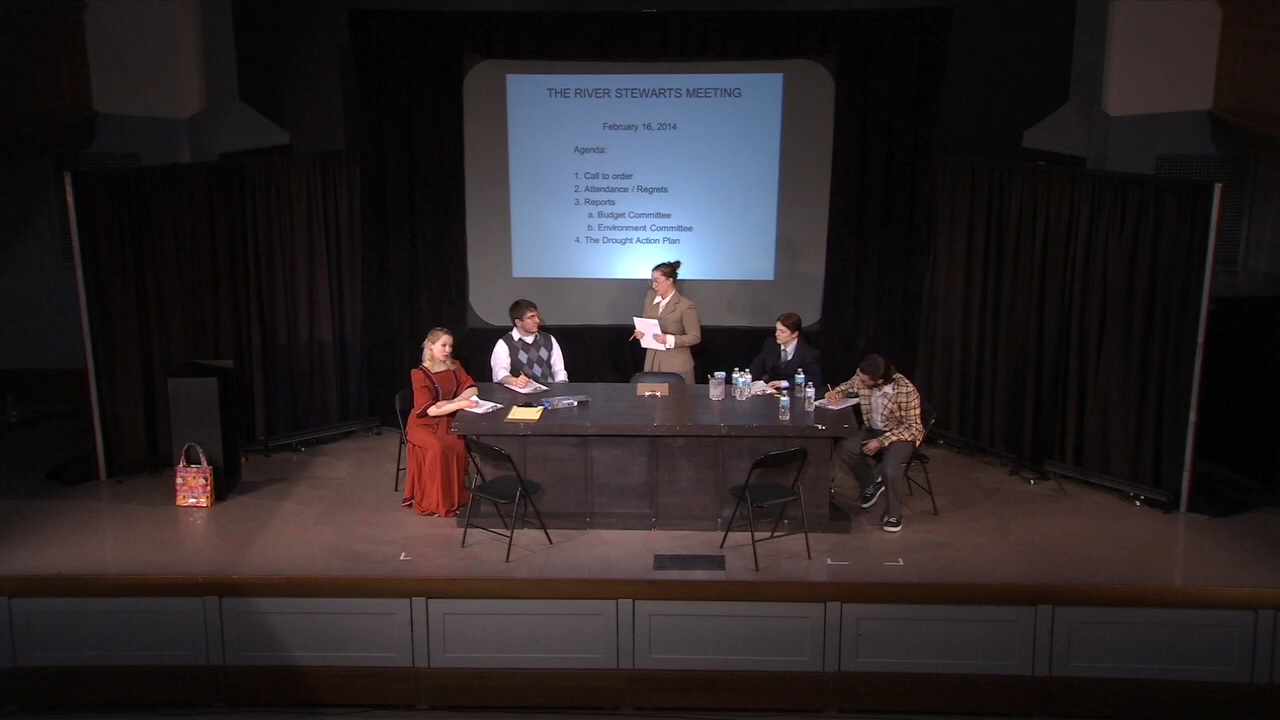 THE RIVER STEWARTS MEETING
February 16, 2014
Agenda:
1. Call to order
2. Attendance / Regrets
3. Reports
a. Budget Committee
b. Environment Committee
4. The Drought Action Plan